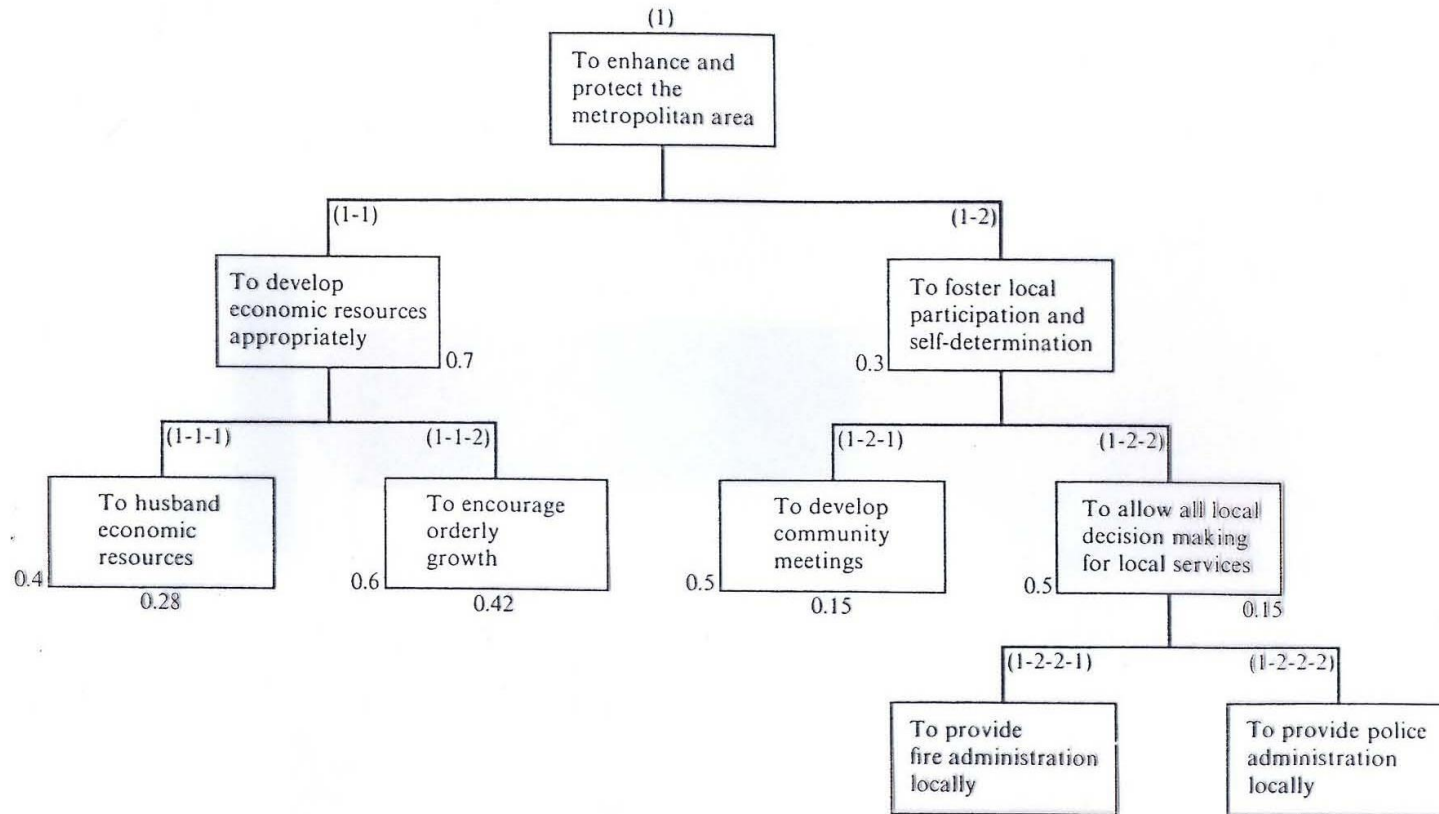 (1)
To enhance and
protect the
metropolitan area
(1-1)
(1-2)
To develop
economic resources
appropriately
0.7
To foster local
participation and
self-determination
0.3
(1-1-1)
(1-1-2)
(1-2-1)
(1-2-2)
To husband
economic
resources
0.4
0.28
To encourage
orderly
growth
0.6
0.42
To develop
community
meetings
0.5
0.15
To allow all local
decision making
for local services
0.5
0.15
(1-2-2-1)
(1-2-2-2)
To provide
fire administration
locally
To provide police
administration
locally